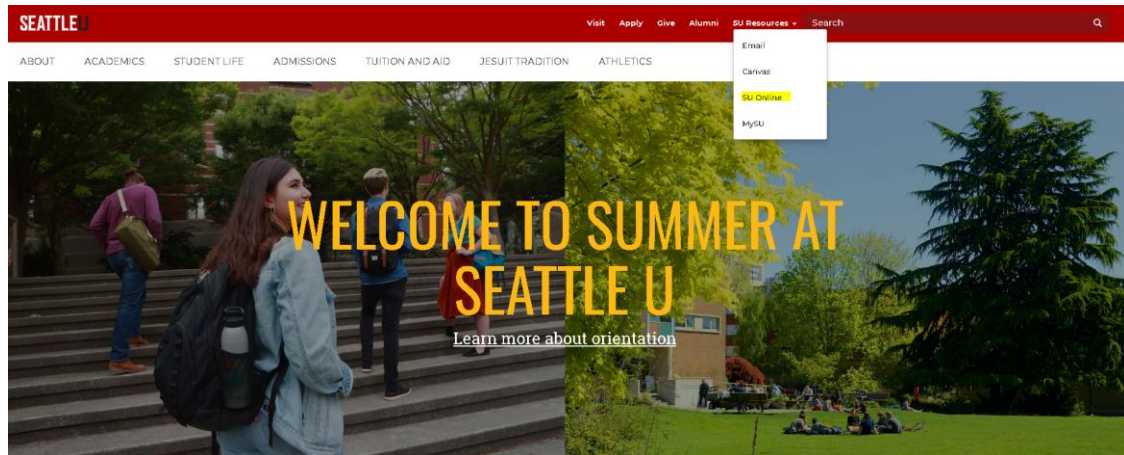 SEATTLEU
Visit Apply Give Alumni SU Resources Search
Email
Canvas
SU Online
MySU
ABOUT ACADEMICS STUDENT LIFE ADMISSIONS TUITION AND AID JESUIT TRADITION ATHLETICS
WELCOME TO SUMMER AT
SEATTLE U
Learn more about orientation